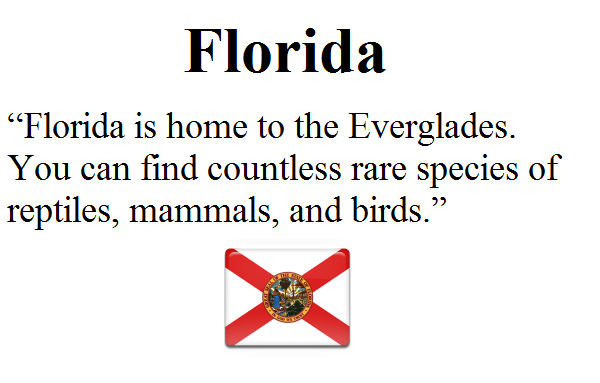 Florida
“Florida is home to the Everglades.
You can find countless rare species of
reptiles, mammals, and birds.”